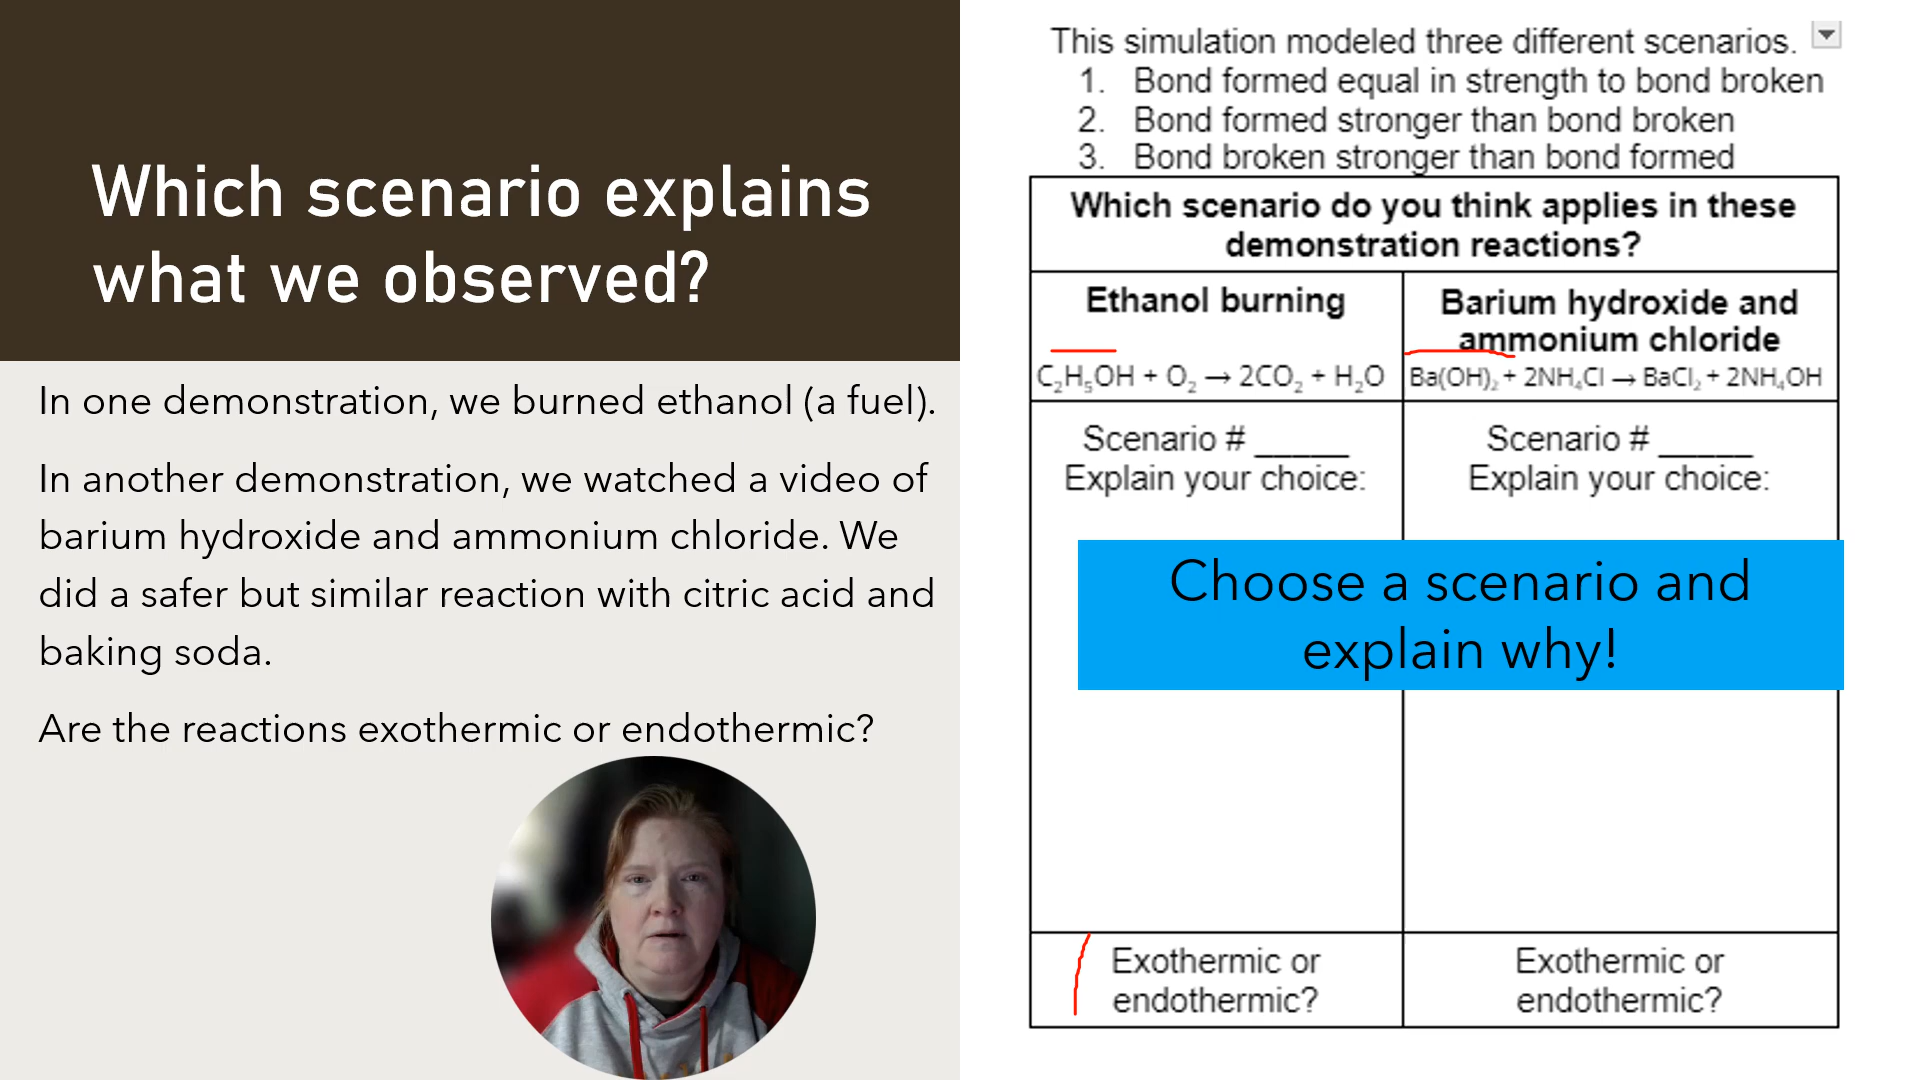 Which scenario explains
what we observed?
In one demonstration, we burned ethanol (a fuel).
In another demonstration, we watched a video of
barium hydroxide and ammonium chloride. We
did a safer but similar reaction with citric acid and
baking soda.
Are the reactions exothermic or endothermic?
This simulation modeled three different scenarios.
1. Bond formed equal in strength to bond broken
2. Bond formed stronger than bond broken
3. Bond broken stronger than bond formed
Which scenario do you think applies in these
demonstration reactions?
Ethanol burning
C₂H₅OH + O₂ → 2CO₂ + H₂O
Scenario # _____
Explain your choice:
Barium hydroxide and
ammonium chloride
Ba(OH)₂ + 2NH₄Cl → BaCl₂ + 2NH₄OH
Scenario # _____
Explain your choice:
Choose a scenario and
explain why!
Exothermic or
endothermic?
Exothermic or
endothermic?